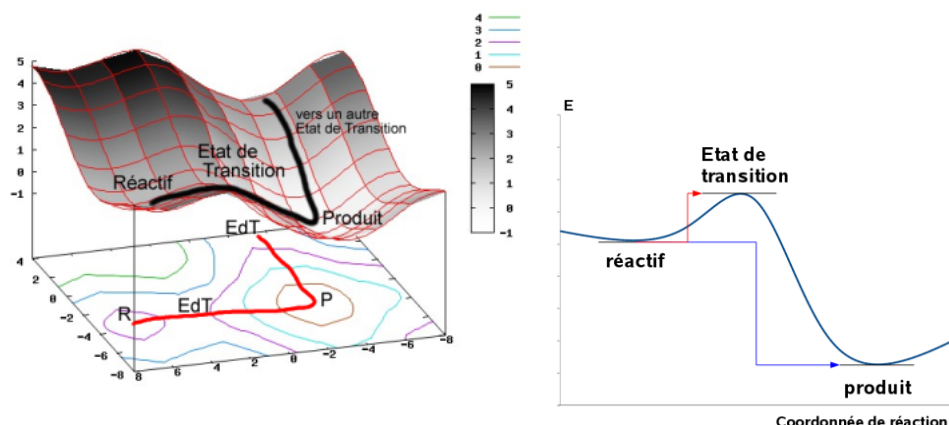 4
3
2
1
0
5
4
3
2
1
0
-1
vers un autre
Etat de Transition
Etat de
Transition
Réactif
Produit
EdT
5
4
3
2
1
0
-1
4
2
0
-2
-4
-6
-8
R
EdT
P
8
6
4
2
0
-2
-4
-6
-8
E
Etat de
transition
réactif
produit
Coordonnée de réaction